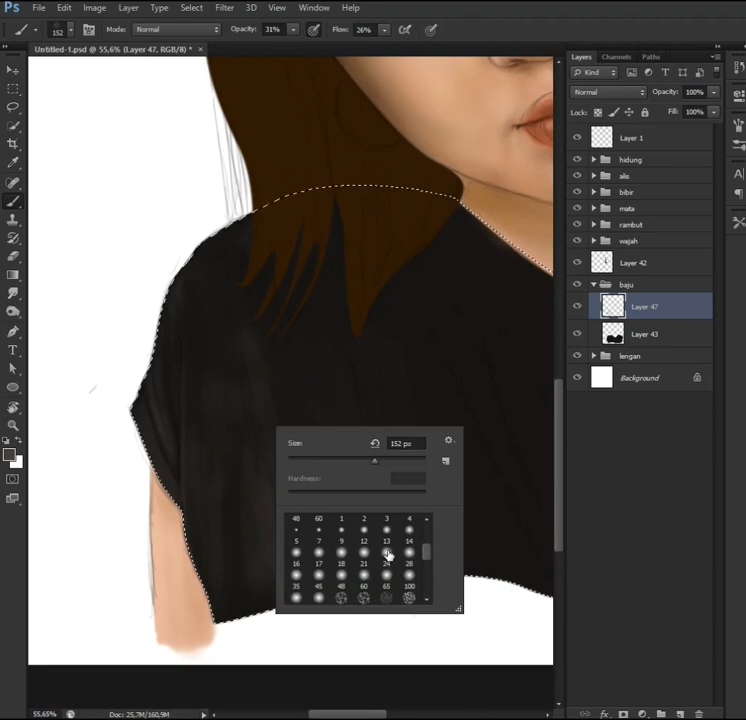 Ps File Edit Image Layer Type Select Filter 3D View Window Help
152 Mode: Normal Opacity: 31% Flow: 26%
Untitled-1.psd @ 55,6% (Layer 47, RGB/8) * ×
Layers Channels Paths
Kind
Normal Opacity: 100%
Lock: Fill: 100%
Layer 1
hidung
alis
bibir
mata
rambut
wajah
Layer 42
baju
Layer 47
Layer 43
lengan
Background
Size: 152 px
Hardness:
48 60 1 2 3 4
5 7 9 12 13 14
16 17 18 21 24 28
35 45 48 60 65 100
55.65% Doc: 25,7M/160,9M